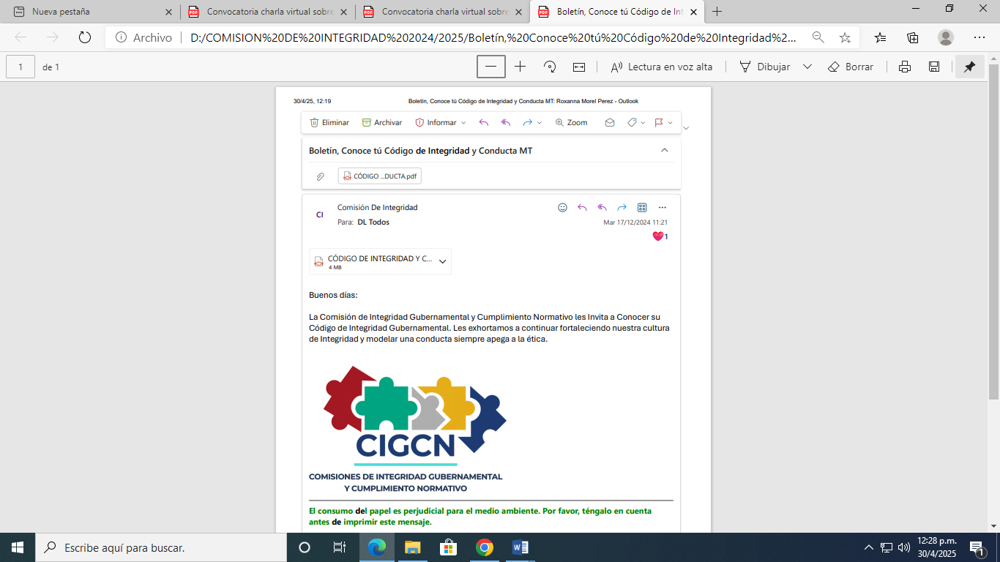 Nueva pestaña
Convocatoria charla virtual sobre
Convocatoria charla virtual sobre
Boletín, Conoce tú Código de Int
Archivo
D:/COMISION%20DE%20INTEGRIDAD%202024/2025/Boletín,%20Conoce%20tú%20Código%20de%20Integridad%2...
1 de 1
Lectura en voz alta
Dibujar
Borrar
30/4/25, 12:19 Boletín, Conoce tú Código de Integridad y Conducta MT: Roxanna Morel Perez - Outlook
Eliminar Archivar Informar Zoom
Boletín, Conoce tú Código de Integridad y Conducta MT
CÓDIGO ...DUCTA.pdf
CI
Comisión De Integridad
Para: DL Todos
Mar 17/12/2024 11:21
1
CÓDIGO DE INTEGRIDAD Y C...
4 MB
Buenos días:
La Comisión de Integridad Gubernamental y Cumplimiento Normativo les Invita a Conocer su
Código de Integridad Gubernamental. Les exhortamos a continuar fortaleciendo nuestra cultura
de Integridad y modelar una conducta siempre apega a la ética.
CIGCN
COMISIONES DE INTEGRIDAD GUBERNAMENTAL
Y CUMPLIMIENTO NORMATIVO
El consumo del papel es perjudicial para el medio ambiente. Por favor, téngalo en cuenta
antes de imprimir este mensaje.
Escribe aquí para buscar.
12:28 p.m.
30/4/2025
1